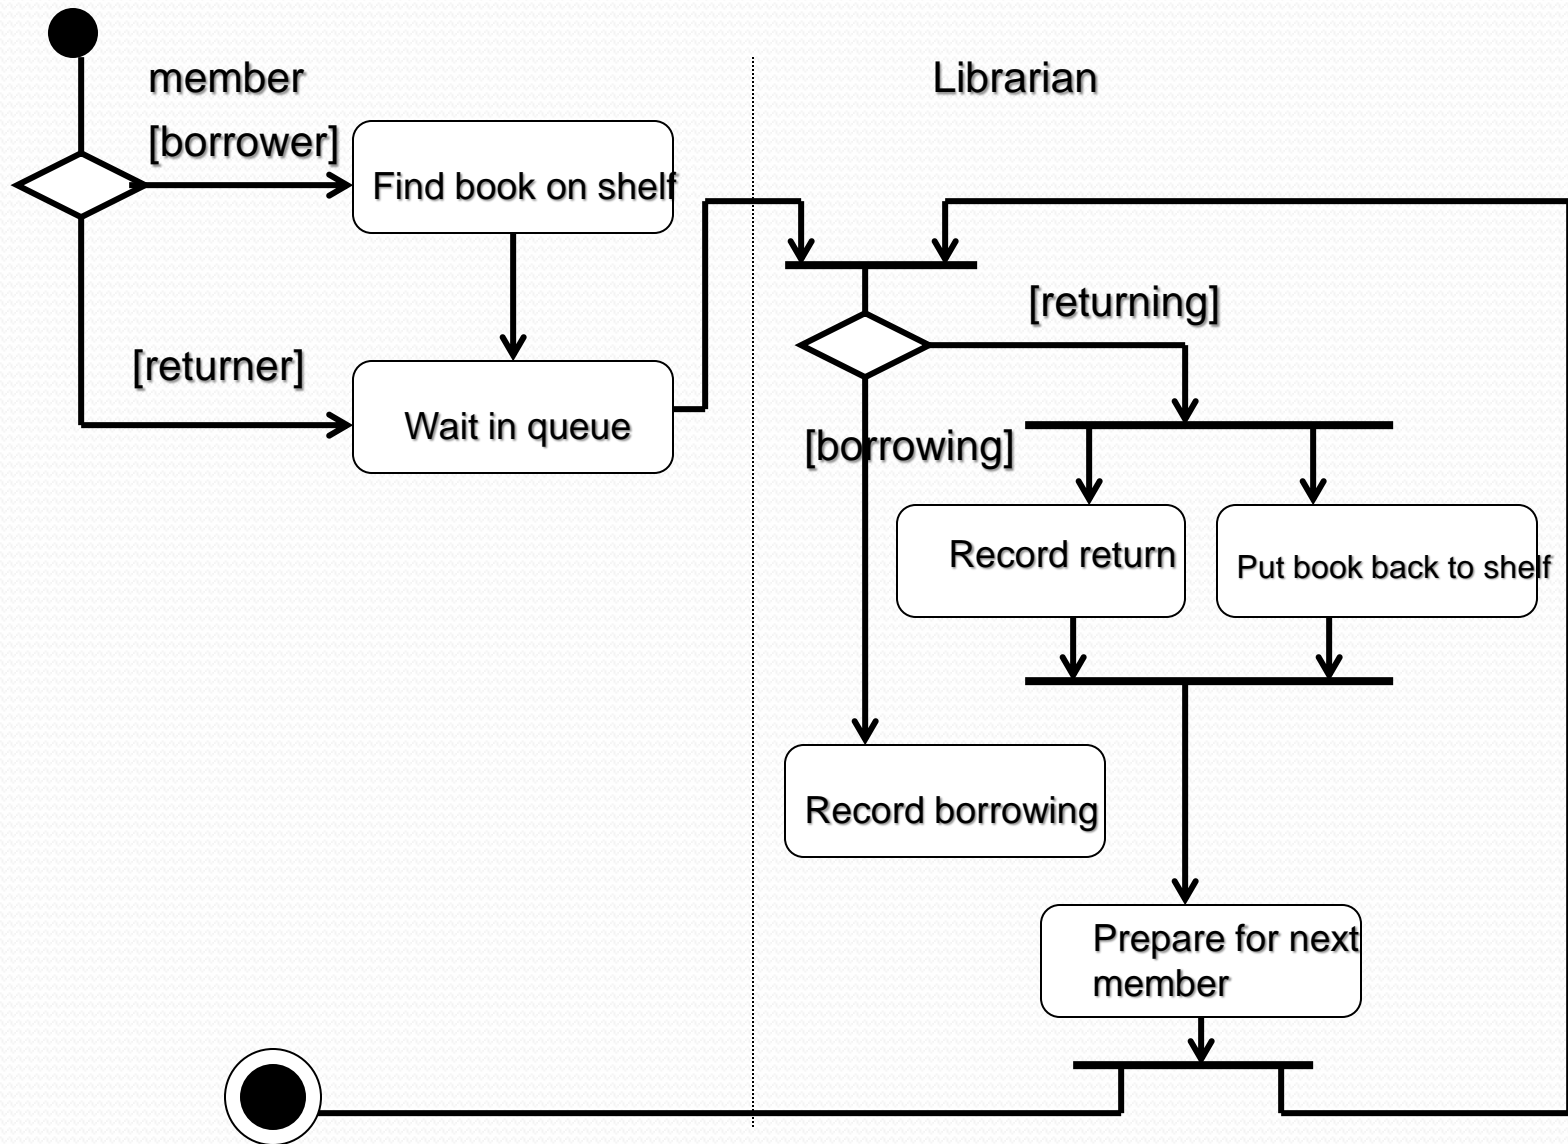 member
Librarian
[borrower]
Find book on shelf
[returning]
[returner]
Wait in queue
[borrowing]
Record return
Put book back to shelf
Record borrowing
Prepare for next
member